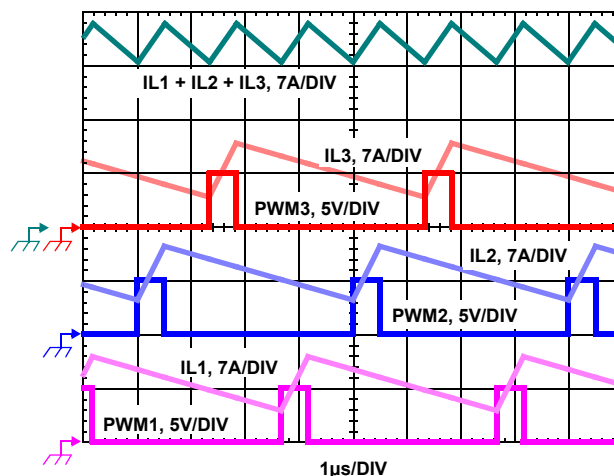 IL1 + IL2 + IL3, 7A/DIV
IL3, 7A/DIV
PWM3, 5V/DIV
IL2, 7A/DIV
PWM2, 5V/DIV
IL1, 7A/DIV
PWM1, 5V/DIV
1µs/DIV